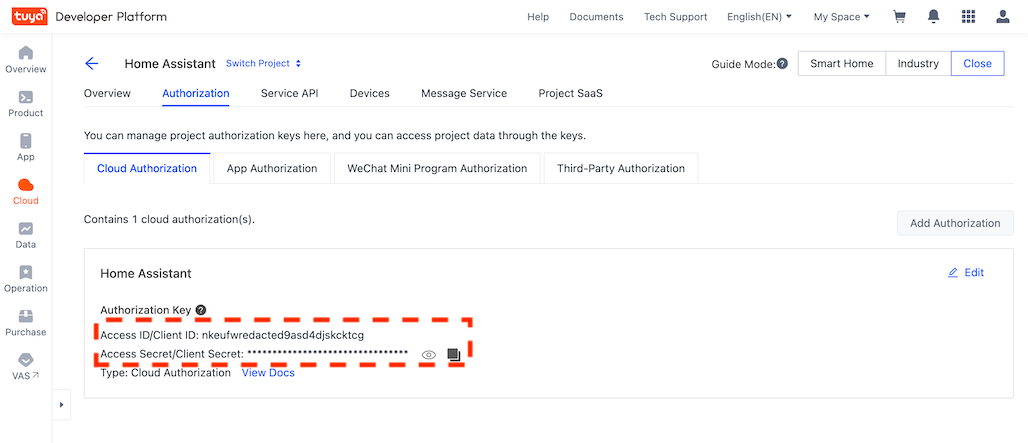 tuya Developer Platform Help Documents Tech Support English(EN) My Space
Overview
Product
App
Cloud
Data
Operation
Purchase
VAS
Home Assistant Switch Project Guide Mode: ? Smart Home Industry Close
Overview Authorization Service API Devices Message Service Project SaaS
You can manage project authorization keys here, and you can access project data through the keys.
Cloud Authorization App Authorization WeChat Mini Program Authorization Third-Party Authorization
Contains 1 cloud authorization(s). Add Authorization
Home Assistant Edit
Authorization Key ?
Access ID/Client ID: nkeufwredacted9asd4djskcktcg
Access Secret/Client Secret: ********************************
Type: Cloud Authorization View Docs